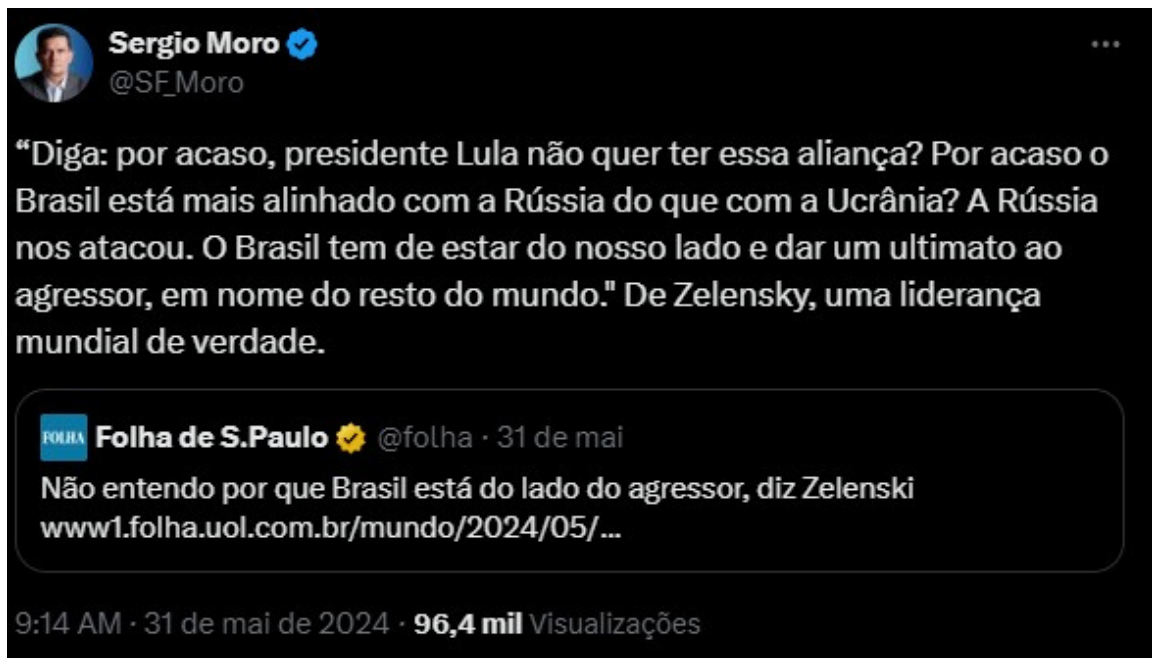 Sergio Moro
@SF_Moro
“Diga: por acaso, presidente Lula não quer ter essa aliança? Por acaso o
Brasil está mais alinhado com a Rússia do que com a Ucrânia? A Rússia
nos atacou. O Brasil tem de estar do nosso lado e dar um ultimato ao
agressor, em nome do resto do mundo." De Zelensky, uma liderança
mundial de verdade.
FOLHA Folha de S.Paulo @folha · 31 de mai
Não entendo por que Brasil está do lado do agressor, diz Zelenski
www1.folha.uol.com.br/mundo/2024/05/...
9:14 AM · 31 de mai de 2024 · 96,4 mil Visualizações